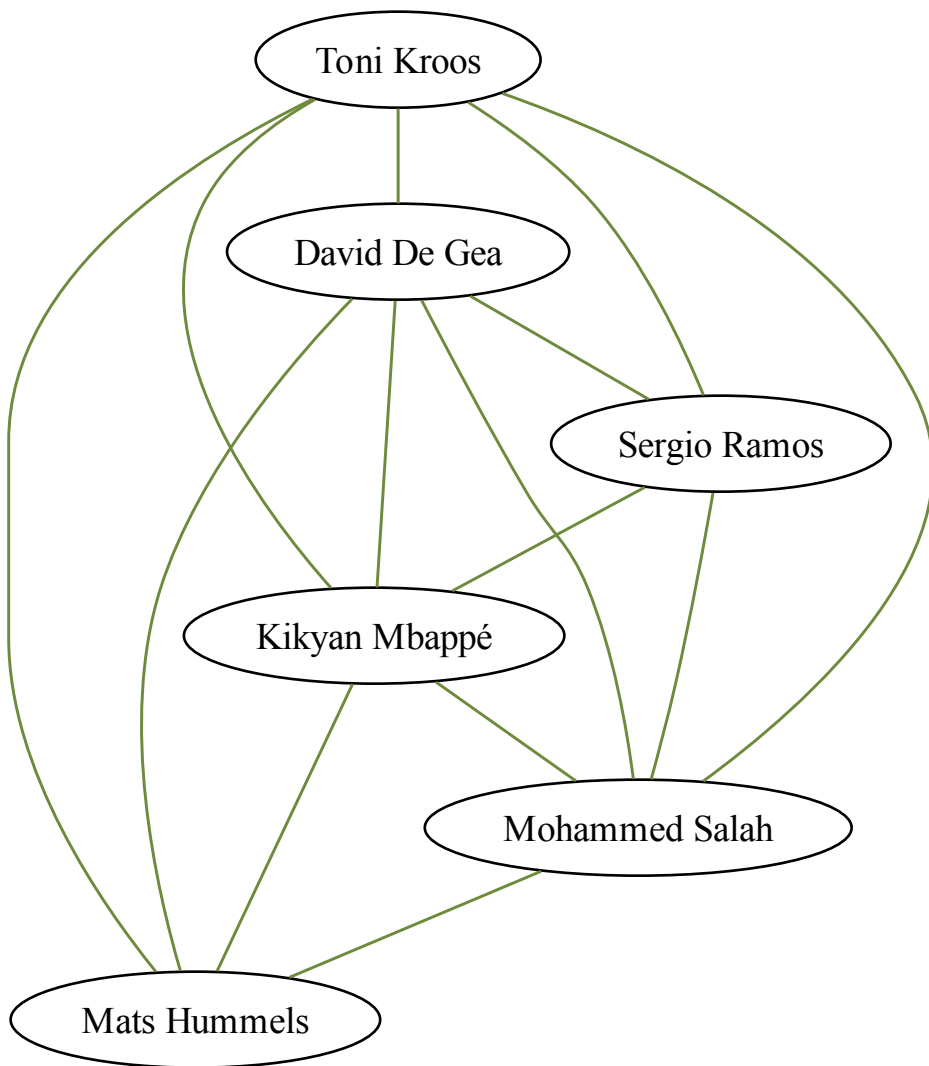 Toni Kroos
David De Gea
Sergio Ramos
Kikyan Mbappé
Mohammed Salah
Mats Hummels